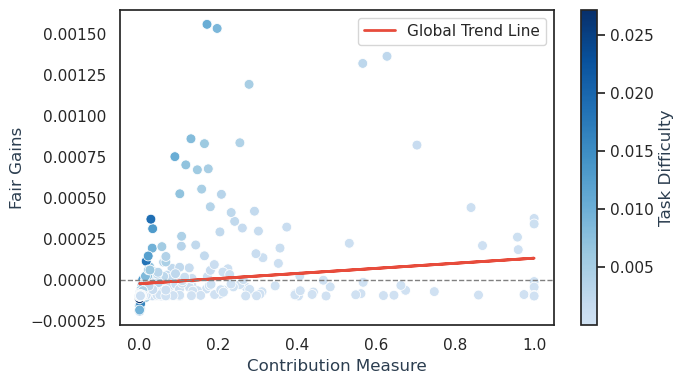 0.00150
0.00125
0.00100
0.00075
0.00050
0.00025
0.00000
−0.00025
Fair Gains
0.0 0.2 0.4 0.6 0.8 1.0
Contribution Measure
Global Trend Line
0.025
0.020
0.015
0.010
0.005
Task Difficulty